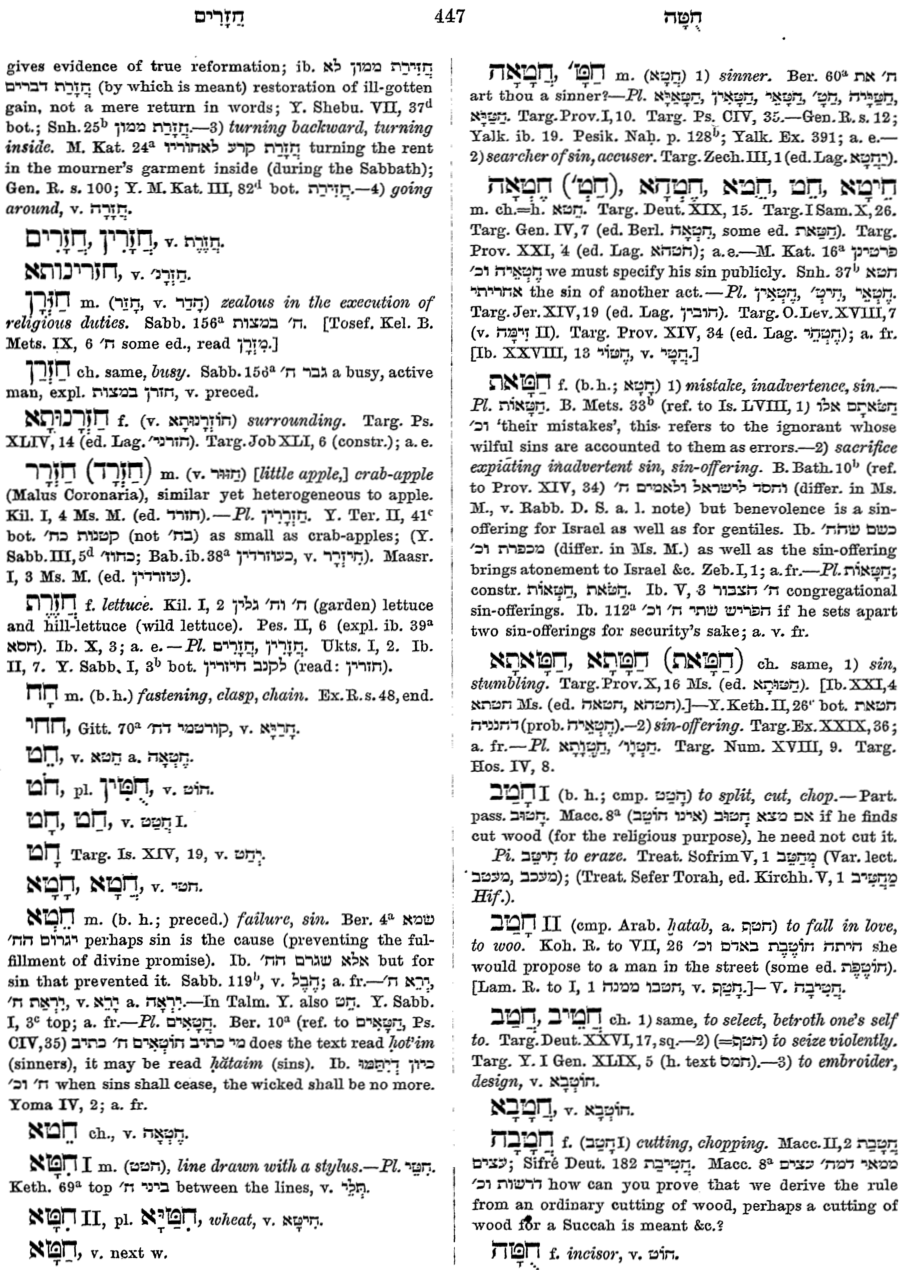 חֲזָרִים 447 חֻטָּה
gives evidence of true reformation; ib. חֲזִירַת ממון לא
חֲזָרַת דברים (by which is meant) restoration of ill-gotten
gain, not a mere return in words; Y. Shebu. VII, 37ᵈ
bot.; Snh. 25ᵇ חֲזָרַת ממון.—3) turning backward, turning
inside. M. Kat. 24ᵃ חֲזָרַת קרע לאחוריו turning the rent
in the mourner's garment inside (during the Sabbath);
Gen. R. s. 100; Y. M. Kat. III, 82ᵈ bot. חֲזִירַת.—4) going
around, v. חֲזָרָה.
חֲזָרִין, חֲזָרִים, v. חֲזֶרֶת.
חזרינותא, v. חַזְרָנ׳.
חַזְרָן m. (חֲזַר, v. חָדַר) zealous in the execution of
religious duties. Sabb. 156ᵃ ח׳ במצות. [Tosef. Kel. B.
Mets. IX, 6 ח׳ some ed., read מַזְרָן.]
חַזְרָן ch. same, busy. Sabb. 156ᵃ גבר ח׳ a busy, active
man, expl. חזרן במצות, v. preced.
חַזְרָנוּתָא f. (v. חוֹזְרָנוּתָא) surrounding. Targ. Ps.
XLIV, 14 (ed. Lag. חזרני׳). Targ. Job XLI, 6 (constr.); a. e.
חַזְרָר (חֻזְרָד) m. (v. חזור) [little apple,] crab-apple
(Malus Coronaria), similar yet heterogeneous to apple.
Kil. I, 4 Ms. M. (ed. חזרד).—Pl. חֻזְרָרִין. Y. Ter. II, 41ᶜ
bot. קטנות כח׳ (not בח׳) as small as crab-apples; (Y.
Sabb. III, 5ᵈ כחוז׳; Bab. ib. 38ᵃ כעוזרדין, v. חִיזְרָר). Maasr.
I, 3 Ms. M. (ed. עוזרדין).
חֲזֶרֶת f. lettuce. Kil. I, 2 ח׳ וח׳ גלין (garden) lettuce
and hill-lettuce (wild lettuce). Pes. II, 6 (expl. ib. 39ᵃ
חסא). Ib. X, 3; a. e.—Pl. חֲזָרִין, חֲזָרִים. Ukts. I, 2. Ib.
II, 7. Y. Sabb. I, 3ᵇ bot. לקנב חיזורין (read: חזורין).
חָח m. (b. h.) fastening, clasp, chain. Ex. R. s. 48, end.
חחי, Gitt. 70ᵃ קורטמי דח׳, v. חֲרַיָּא.
חֵט, v. חטא a. חֶטְאָה.
חֹט, pl. חֻטִּין, v. חוט.
חָט, חַט, v. חֲטַט I.
חָט Targ. Is. XIV, 19, v. רְחַט.
חֲטָא, חָטָא, v. חטי.
חֵטְא m. (b. h.; preced.) failure, sin. Ber. 4ᵃ שמא
יגרום הח׳ perhaps sin is the cause (preventing the ful-
fillment of divine promise). Ib. אלא שגרם הח׳ but for
sin that prevented it. Sabb. 119ᵇ, v. חֶבֶל; a. fr.—יְרֵא ח׳,
יִרְאַת ח׳, v. יָרֵא a. יִרְאָה.—In Talm. Y. also חֵט. Y. Sabb.
I, 3ᶜ top; a. fr.—Pl. חֲטָאִים. Ber. 10ᵃ (ref. to חַטָּאִים, Ps.
CIV, 35) מי כתיב חוֹטְאִים ח׳ כתיב does the text read ḥot'im
(sinners), it may be read ḥătaim (sins). Ib. כיון דְיִתַּמּוּ
ח׳ וכ׳ when sins shall cease, the wicked shall be no more.
Yoma IV, 2; a. fr.
חֵטְא ch., v. חֶטְאָה.
חִטָּא I m. (חטט), line drawn with a stylus.—Pl. חִטֵּי.
Keth. 69ᵃ top ביני ח׳ between the lines, v. תְּלֵי.
חִטָּא II, pl. חִטַּיָּא, wheat, v. חִיטָּא.
חַטָּא, v. next w.
חַטָּאָה, חַטָּ׳ m. (חֲטָא) 1) sinner. Ber. 60ᵃ ח׳ את
art thou a sinner?—Pl. חַטָּיֵיה, חַטָּ׳, חַטָּאֵי, חַטָּאִין, חַטָּאַיָּא,
חַטָּיָא. Targ. Prov. I, 10. Targ. Ps. CIV, 35.—Gen. R. s. 12;
Yalk. ib. 19. Pesik. Naḥ. p. 128ᵇ; Yalk. Ex. 391; a. e.—
2) searcher of sin, accuser. Targ. Zech. III, 1 (ed. Lag. יַחֲטָא).
חֵיטָא, חֵט, חֵטְא, חֶטְהָא, (חֶטְ׳) חֶטְאָה
m. ch.=h. חֵטְא. Targ. Deut. XIX, 15. Targ. I Sam. X, 26.
Targ. Gen. IV, 7 (ed. Berl. חֶטְאָה, some ed. חַטָּאת). Targ.
Prov. XXI, 4 (ed. Lag. חטהא); a. e.—M. Kat. 16ᵃ פרטינן
חֶטְאֵיה וכ׳ we must specify his sin publicly. Snh. 37ᵇ חטא
אחריתי the sin of another act.—Pl. חֶטְאֵי, חֵיטֵ׳, חֶטְאִין.
Targ. Jer. XIV, 19 (ed. Lag. חובין). Targ. O. Lev. XVIII, 7
(v. זִימָּה II). Targ. Prov. XIV, 34 (ed. Lag. חֶטְהֵי); a. fr.
[Ib. XXVIII, 13 חֶטוֹי׳, v. חֲטָי.]
חַטָּאת f. (b. h.; חָטָא) 1) mistake, inadvertence, sin.—
Pl. חַטָּאוֹת. B. Mets. 33ᵇ (ref. to Is. LVIII, 1) חַטֹּאתָם אלו
וכ׳ 'their mistakes', this refers to the ignorant whose
wilful sins are accounted to them as errors.—2) sacrifice
expiating inadvertent sin, sin-offering. B. Bath. 10ᵇ (ref.
to Prov. XIV, 34) וחסד לישראל ולאמים ח׳ (differ. in Ms.
M., v. Rabb. D. S. a. l. note) but benevolence is a sin-
offering for Israel as well as for gentiles. Ib. כשם שהח׳
מכפרת וכ׳ (differ. in Ms. M.) as well as the sin-offering
brings atonement to Israel &c. Zeb. I, 1; a. fr.—Pl. חַטָּאוֹת;
constr. חַטֹּאת, חַטָּאוֹת. Ib. V, 3 ח׳ הצבור congregational
sin-offerings. Ib. 112ᵃ הפריש שתי ח׳ וכ׳ if he sets apart
two sin-offerings for security's sake; a. v. fr.
חַטָּאתָא, חַטָּתָא (חַטָּאת) ch. same, 1) sin,
stumbling. Targ. Prov. X, 16 Ms. (ed. חטיתא). [Ib. XXI, 4
חטתא Ms. (ed. חטאה, חטהא).]—Y. Keth. II, 26ᶜ bot. חטאת
דחנניה (prob. חֶטְאֵיה).—2) sin-offering. Targ. Ex. XXIX, 36;
a. fr.—Pl. חַטָּוָ׳, חַטָּוָתָא. Targ. Num. XVIII, 9. Targ.
Hos. IV, 8.
חָטַב I (b. h.; cmp. חָטַט) to split, cut, chop.—Part.
pass. חָטוּב. Macc. 8ᵃ אם מצא חטוב (אינו חוטב) if he finds
cut wood (for the religious purpose), he need not cut it.
Pi. חִיטֵּב to eraze. Treat. Sofrim V, 1 מְחַטֵּב (Var. lect.
מעכב, מעטב); (Treat. Sefer Torah, ed. Kirchh. V, 1 מַחֲטִיב
Hif.).
חָטַב II (cmp. Arab. ḥatab, a. חטף) to fall in love,
to woo. Koh. R. to VII, 26 היתה חוֹטֶבֶת באדם וכ׳ she
would propose to a man in the street (some ed. חוֹטֶפֶת).
[Lam. R. to I, 1 חטבו ממנה, v. חָטַף.]—V. חֲטִיבָה.
חֲטֵיב, חֲטַב ch. 1) same, to select, betroth one's self
to. Targ. Deut. XXVI, 17, sq.—2) (=חטף) to seize violently.
Targ. Y. I Gen. XLIX, 5 (h. text חמס).—3) to embroider,
design, v. חוֹטְבָא.
חֲטָבָא, v. חוֹטְבָא.
חֲטָבָה f. (חָטַב I) cutting, chopping. Macc. II, 2 חֲטָבַת
עצים; Sifré Deut. 182 חֲטִיבַת. Macc. 8ᵃ ממאי דמח׳ עצים
דרשות וכ׳ how can you prove that we derive the rule
from an ordinary cutting of wood, perhaps a cutting of
wood for a Succah is meant &c.?
חֻטָּה f. incisor, v. חוט.